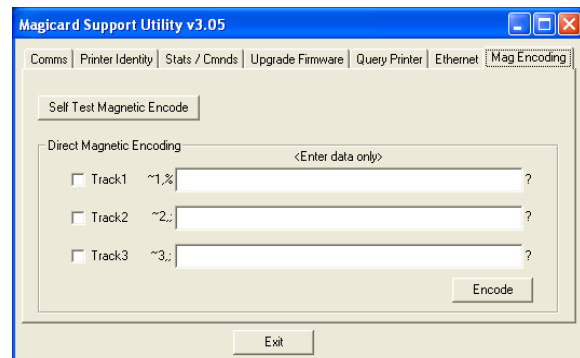 Magicard Support Utility v3.05
Comms Printer Identity Stats / Cmnds Upgrade Firmware Query Printer Ethernet Mag Encoding
Self Test Magnetic Encode
Direct Magnetic Encoding
<Enter data only>
Track1 ~1,% ?
Track2 ~2,; ?
Track3 ~3,; ?
Encode
Exit